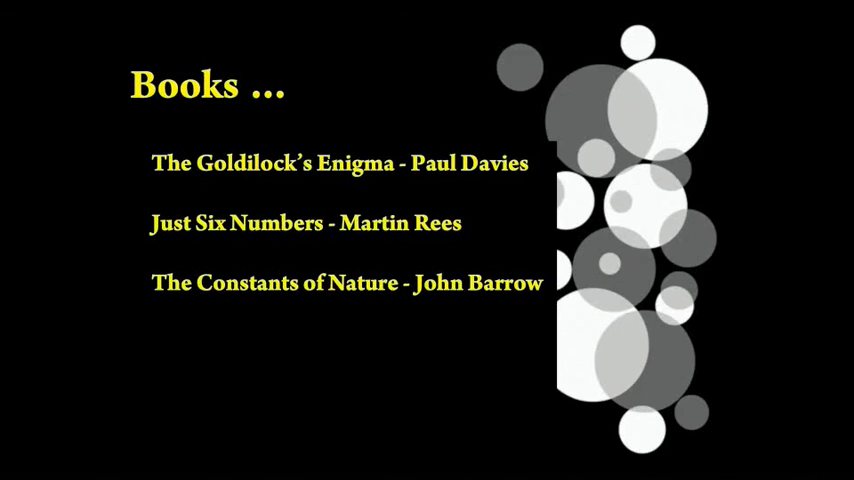 Books ...
The Goldilock’s Enigma - Paul Davies
Just Six Numbers - Martin Rees
The Constants of Nature - John Barrow